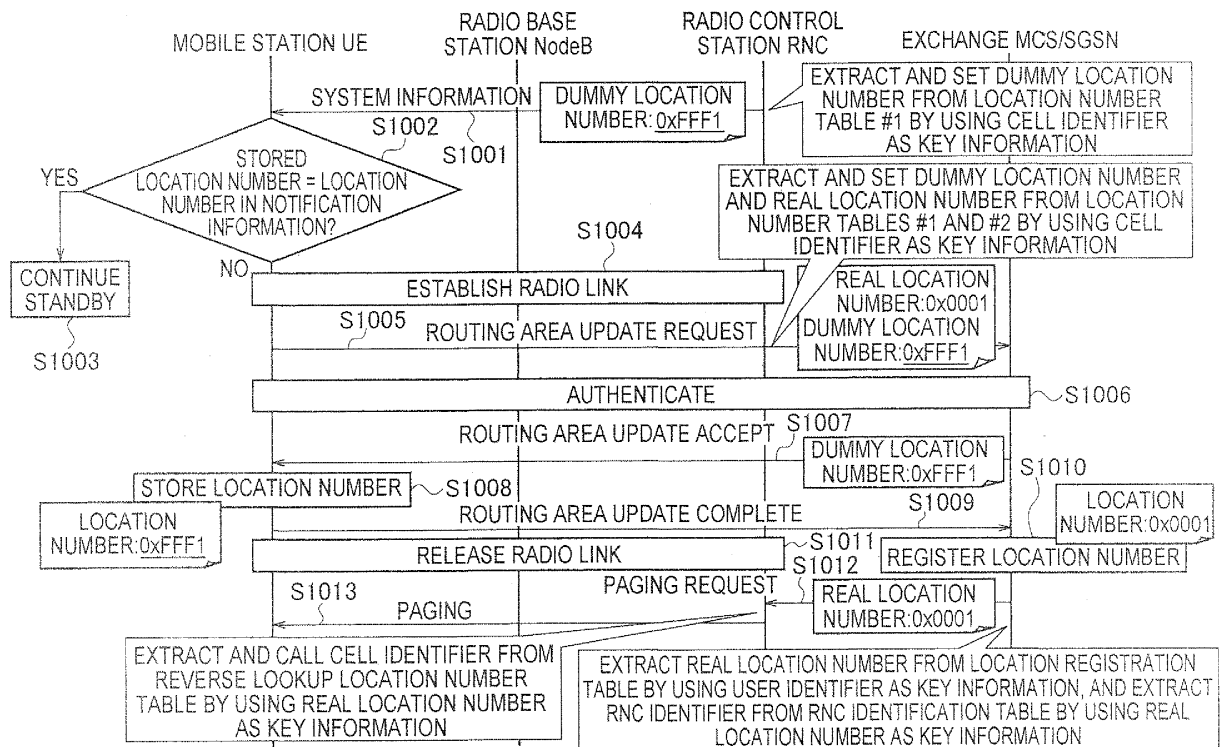 MOBILE STATION UE
RADIO BASE
STATION NodeB
RADIO CONTROL
STATION RNC
EXCHANGE MCS/SGSN
SYSTEM INFORMATION
S1001
DUMMY LOCATION
NUMBER:0xFFF1
EXTRACT AND SET DUMMY LOCATION
NUMBER FROM LOCATION NUMBER
TABLE #1 BY USING CELL IDENTIFIER
AS KEY INFORMATION
S1002
STORED
LOCATION NUMBER = LOCATION
NUMBER IN NOTIFICATION
INFORMATION?
YES
NO
CONTINUE
STANDBY
S1003
EXTRACT AND SET DUMMY LOCATION NUMBER
AND REAL LOCATION NUMBER FROM LOCATION
NUMBER TABLES #1 AND #2 BY USING CELL
IDENTIFIER AS KEY INFORMATION
S1004
ESTABLISH RADIO LINK
S1005
ROUTING AREA UPDATE REQUEST
REAL LOCATION
NUMBER:0x0001
DUMMY LOCATION
NUMBER:0xFFF1
AUTHENTICATE
S1006
ROUTING AREA UPDATE ACCEPT
S1007
DUMMY LOCATION
NUMBER:0xFFF1
STORE LOCATION NUMBER
S1008
LOCATION
NUMBER:0xFFF1
ROUTING AREA UPDATE COMPLETE
S1009
S1010
LOCATION
NUMBER:0x0001
REGISTER LOCATION NUMBER
RELEASE RADIO LINK
S1011
PAGING REQUEST
S1012
REAL LOCATION
NUMBER:0x0001
S1013
PAGING
EXTRACT AND CALL CELL IDENTIFIER FROM
REVERSE LOOKUP LOCATION NUMBER
TABLE BY USING REAL LOCATION NUMBER
AS KEY INFORMATION
EXTRACT REAL LOCATION NUMBER FROM LOCATION REGISTRATION
TABLE BY USING USER IDENTIFIER AS KEY INFORMATION, AND EXTRACT
RNC IDENTIFIER FROM RNC IDENTIFICATION TABLE BY USING REAL
LOCATION NUMBER AS KEY INFORMATION